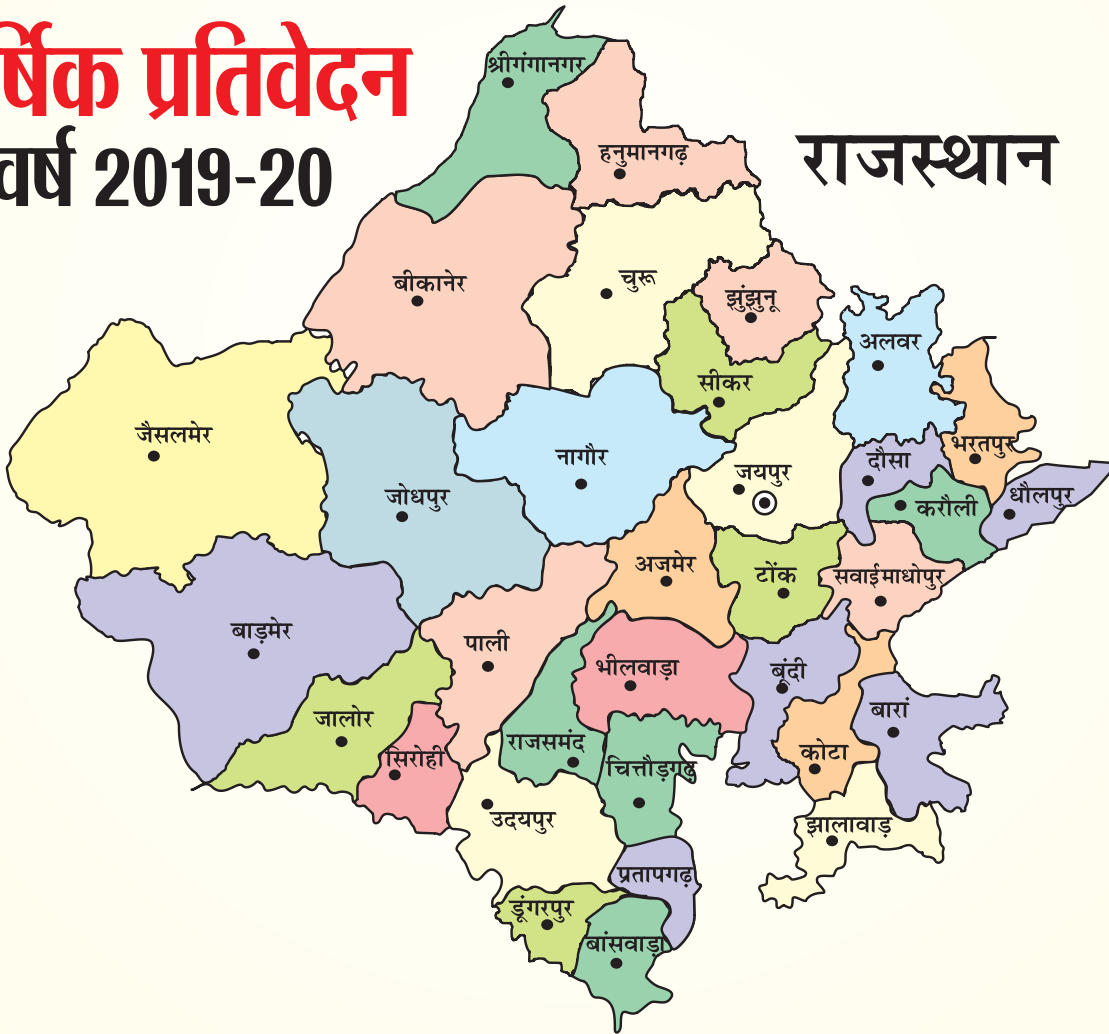 र्षिक प्रतिवेदन
वर्ष 2019-20
राजस्थान
श्रीगंगानगर
हनुमानगढ़
बीकानेर
चुरू
झुंझुनू
अलवर
सीकर
जैसलमेर
नागौर
जयपुर
दौसा
भरतपुर
जोधपुर
करौली
धौलपुर
अजमेर
टोंक
सवाईमाधोपुर
बाड़मेर
पाली
भीलवाड़ा
बूंदी
बारां
जालोर
सिरोही
राजसमंद
चित्तौड़गढ़
कोटा
उदयपुर
झालावाड़
प्रतापगढ़
डूंगरपुर
बांसवाड़ा